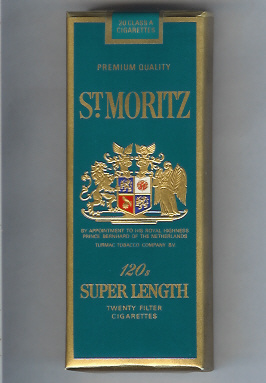 20 CLASS A
CIGARETTES
PREMIUM QUALITY
ST. MORITZ
BY APPOINTMENT TO HIS ROYAL HIGHNESS
PRINCE BERNHARD OF THE NETHERLANDS
TURMAC TOBACCO COMPANY B.V.
120s
SUPER LENGTH
TWENTY FILTER
CIGARETTES